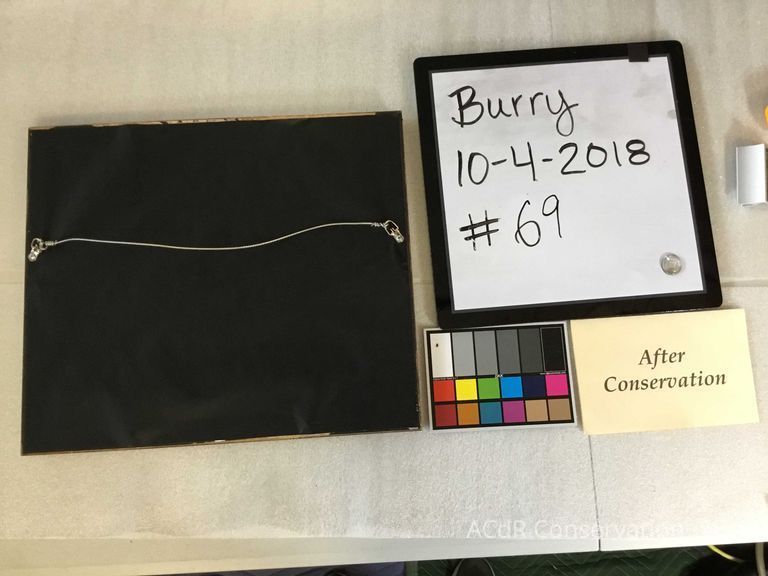 Burry
10-4-2018
#69
After
Conservation
ACdR Conservation